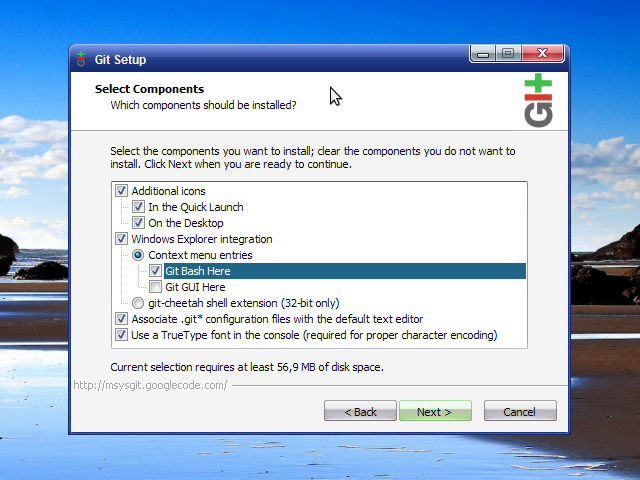 Git Setup
Select Components
Which components should be installed?
Git
Select the components you want to install; clear the components you do not want to
install. Click Next when you are ready to continue.
Additional icons
In the Quick Launch
On the Desktop
Windows Explorer integration
Context menu entries
Git Bash Here
Git GUI Here
git-cheetah shell extension (32-bit only)
Associate .git* configuration files with the default text editor
Use a TrueType font in the console (required for proper character encoding)
Current selection requires at least 56,9 MB of disk space.
http://msysgit.googlecode.com/
< Back
Next >
Cancel